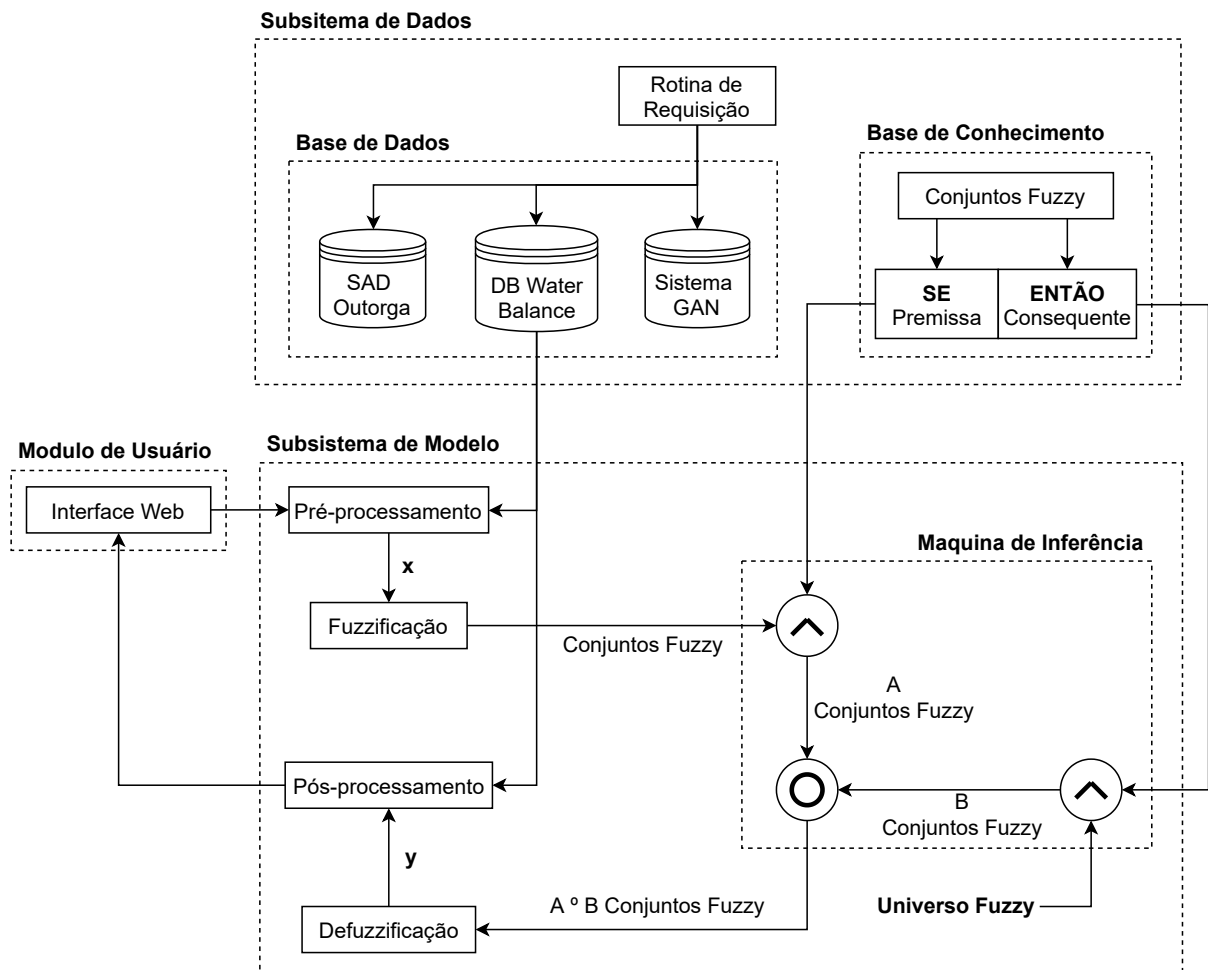 Subsitema de Dados
Rotina de
Requisição
Base de Dados
Base de Conhecimento
Conjuntos Fuzzy
SAD
Outorga
DB Water
Balance
Sistema
GAN
SE
Premissa
ENTÃO
Consequente
Modulo de Usuário
Subsistema de Modelo
Interface Web
Pré-processamento
Maquina de Inferência
x
Fuzzificação
Conjuntos Fuzzy
A
Conjuntos Fuzzy
Pós-processamento
B
Conjuntos Fuzzy
y
A º B Conjuntos Fuzzy
Universo Fuzzy
Defuzzificação